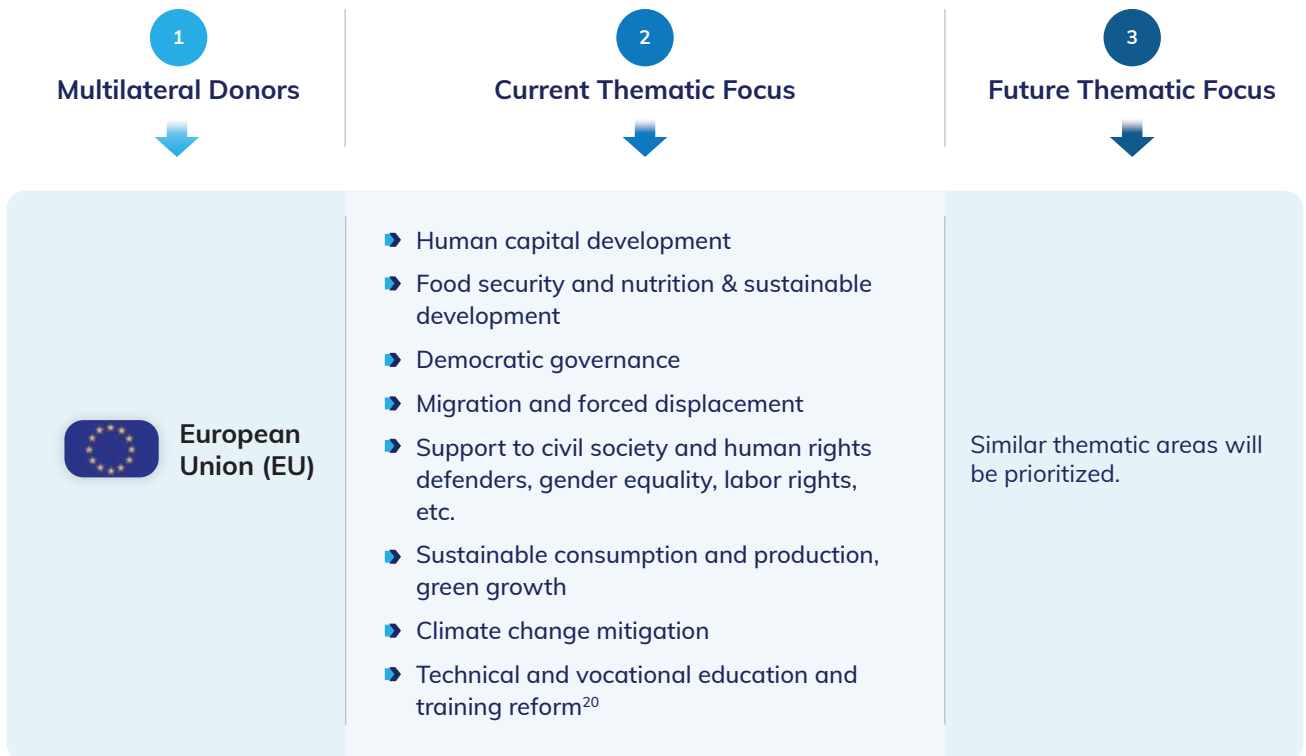 1
Multilateral Donors
2
Current Thematic Focus
3
Future Thematic Focus
European
Union (EU)
Human capital development
Food security and nutrition & sustainable
development
Democratic governance
Migration and forced displacement
Support to civil society and human rights
defenders, gender equality, labor rights,
etc.
Sustainable consumption and production,
green growth
Climate change mitigation
Technical and vocational education and
training reform²⁰
Similar thematic areas will
be prioritized.